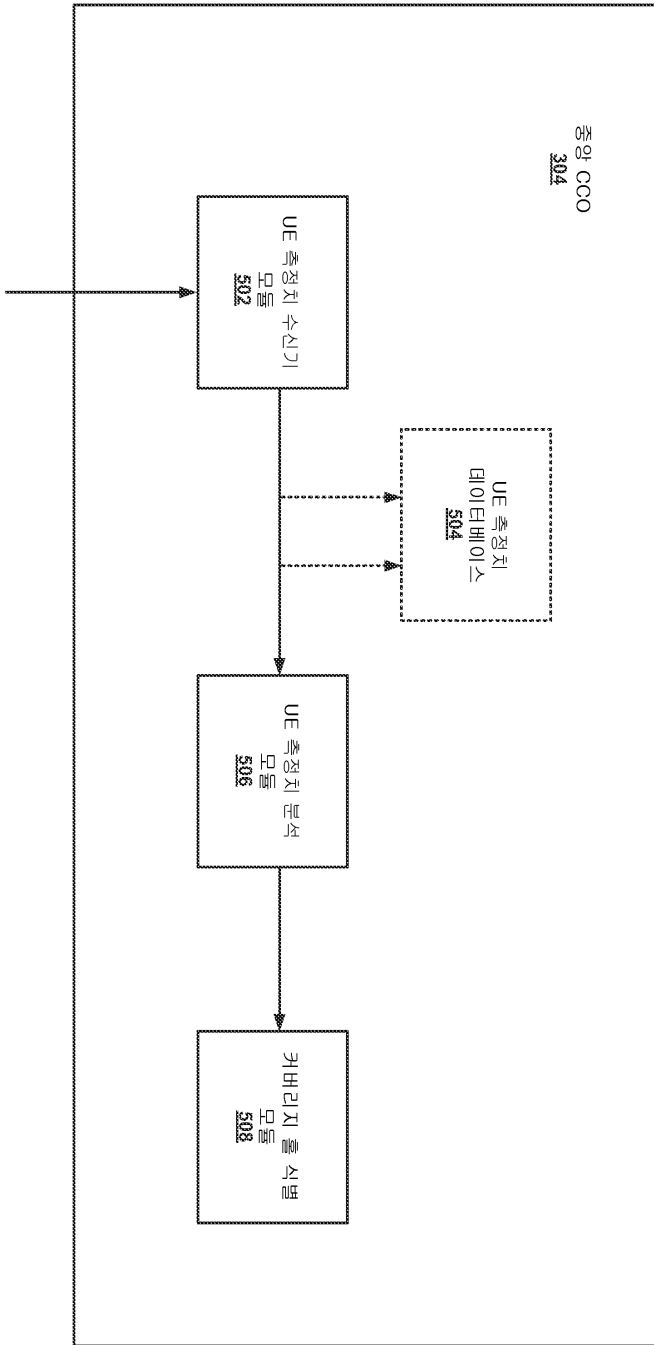 중앙 CCO
304
UE 측정치 수신기
모듈
502
UE 측정치
데이터베이스
504
UE 측정치 분석
모듈
506
커버리지 홀 식별
모듈
508